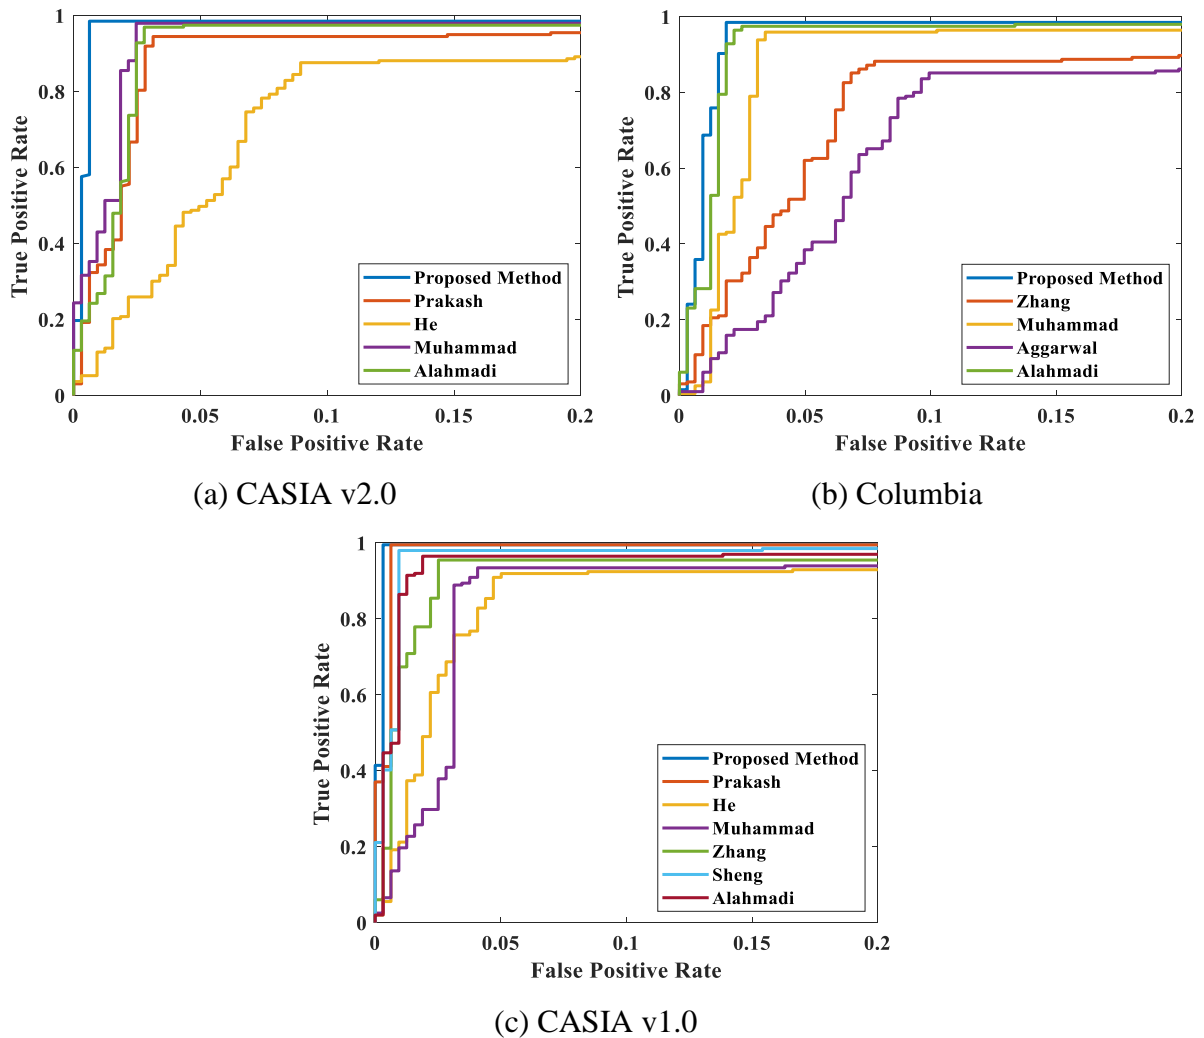 1
0.8
0.6
0.4
0.2
0
True Positive Rate
Proposed Method
Prakash
He
Muhammad
Alahmadi
0 0.05 0.1 0.15 0.2
False Positive Rate
(a) CASIA v2.0
1
0.8
0.6
0.4
0.2
0
True Positive Rate
Proposed Method
Zhang
Muhammad
Aggarwal
Alahmadi
0 0.05 0.1 0.15 0.2
False Positive Rate
(b) Columbia
1
0.8
0.6
0.4
0.2
0
True Positive Rate
Proposed Method
Prakash
He
Muhammad
Zhang
Sheng
Alahmadi
0 0.05 0.1 0.15 0.2
False Positive Rate
(c) CASIA v1.0